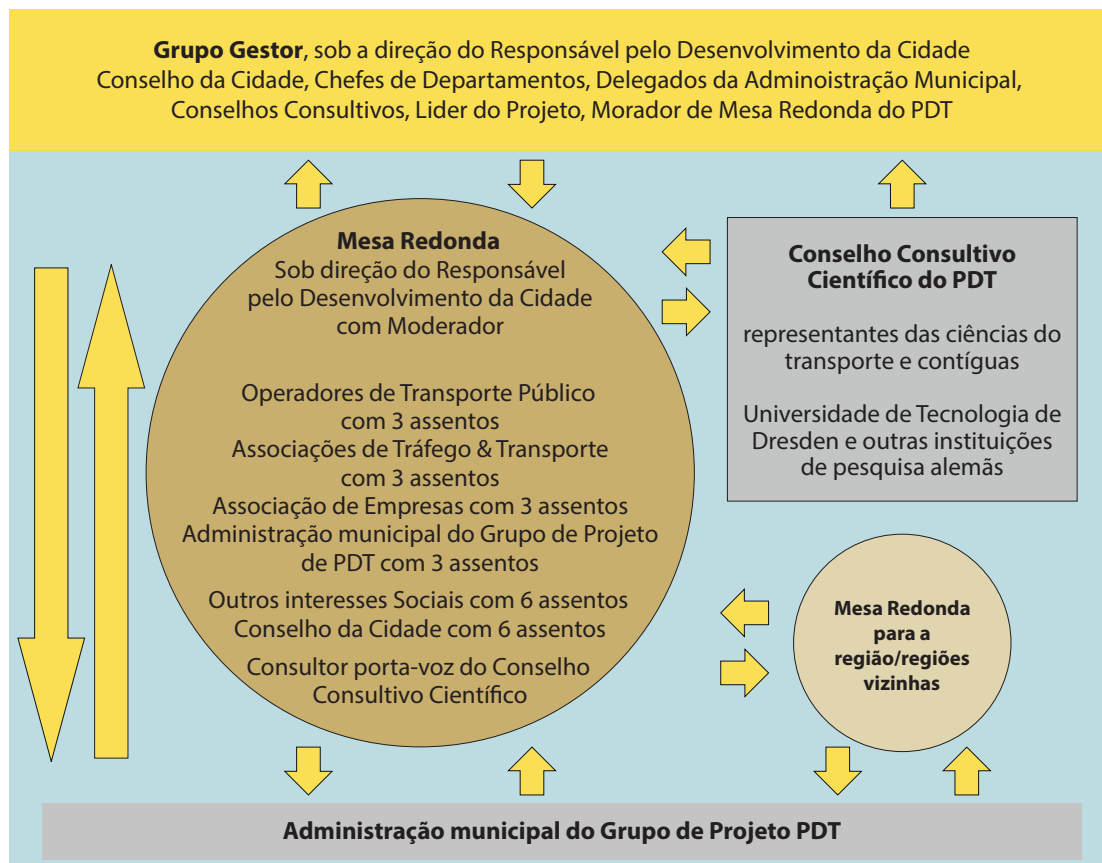 Grupo Gestor, sob a direção do Responsável pelo Desenvolvimento da Cidade
Conselho da Cidade, Chefes de Departamentos, Delegados da Adminoistração Municipal,
Conselhos Consultivos, Lider do Projeto, Morador de Mesa Redonda do PDT
Mesa Redonda
Sob direção do Responsável
pelo Desenvolvimento da Cidade
com Moderador
Operadores de Transporte Público
com 3 assentos
Associações de Tráfego & Transporte
com 3 assentos
Associação de Empresas com 3 assentos
Administração municipal do Grupo de Projeto
de PDT com 3 assentos
Outros interesses Sociais com 6 assentos
Conselho da Cidade com 6 assentos
Consultor porta-voz do Conselho
Consultivo Científico
Conselho Consultivo
Científico do PDT
representantes das ciências do
transporte e contíguas
Universidade de Tecnologia de
Dresden e outras instituições
de pesquisa alemãs
Mesa Redonda
para a
região/regiões
vizinhas
Administração municipal do Grupo de Projeto PDT